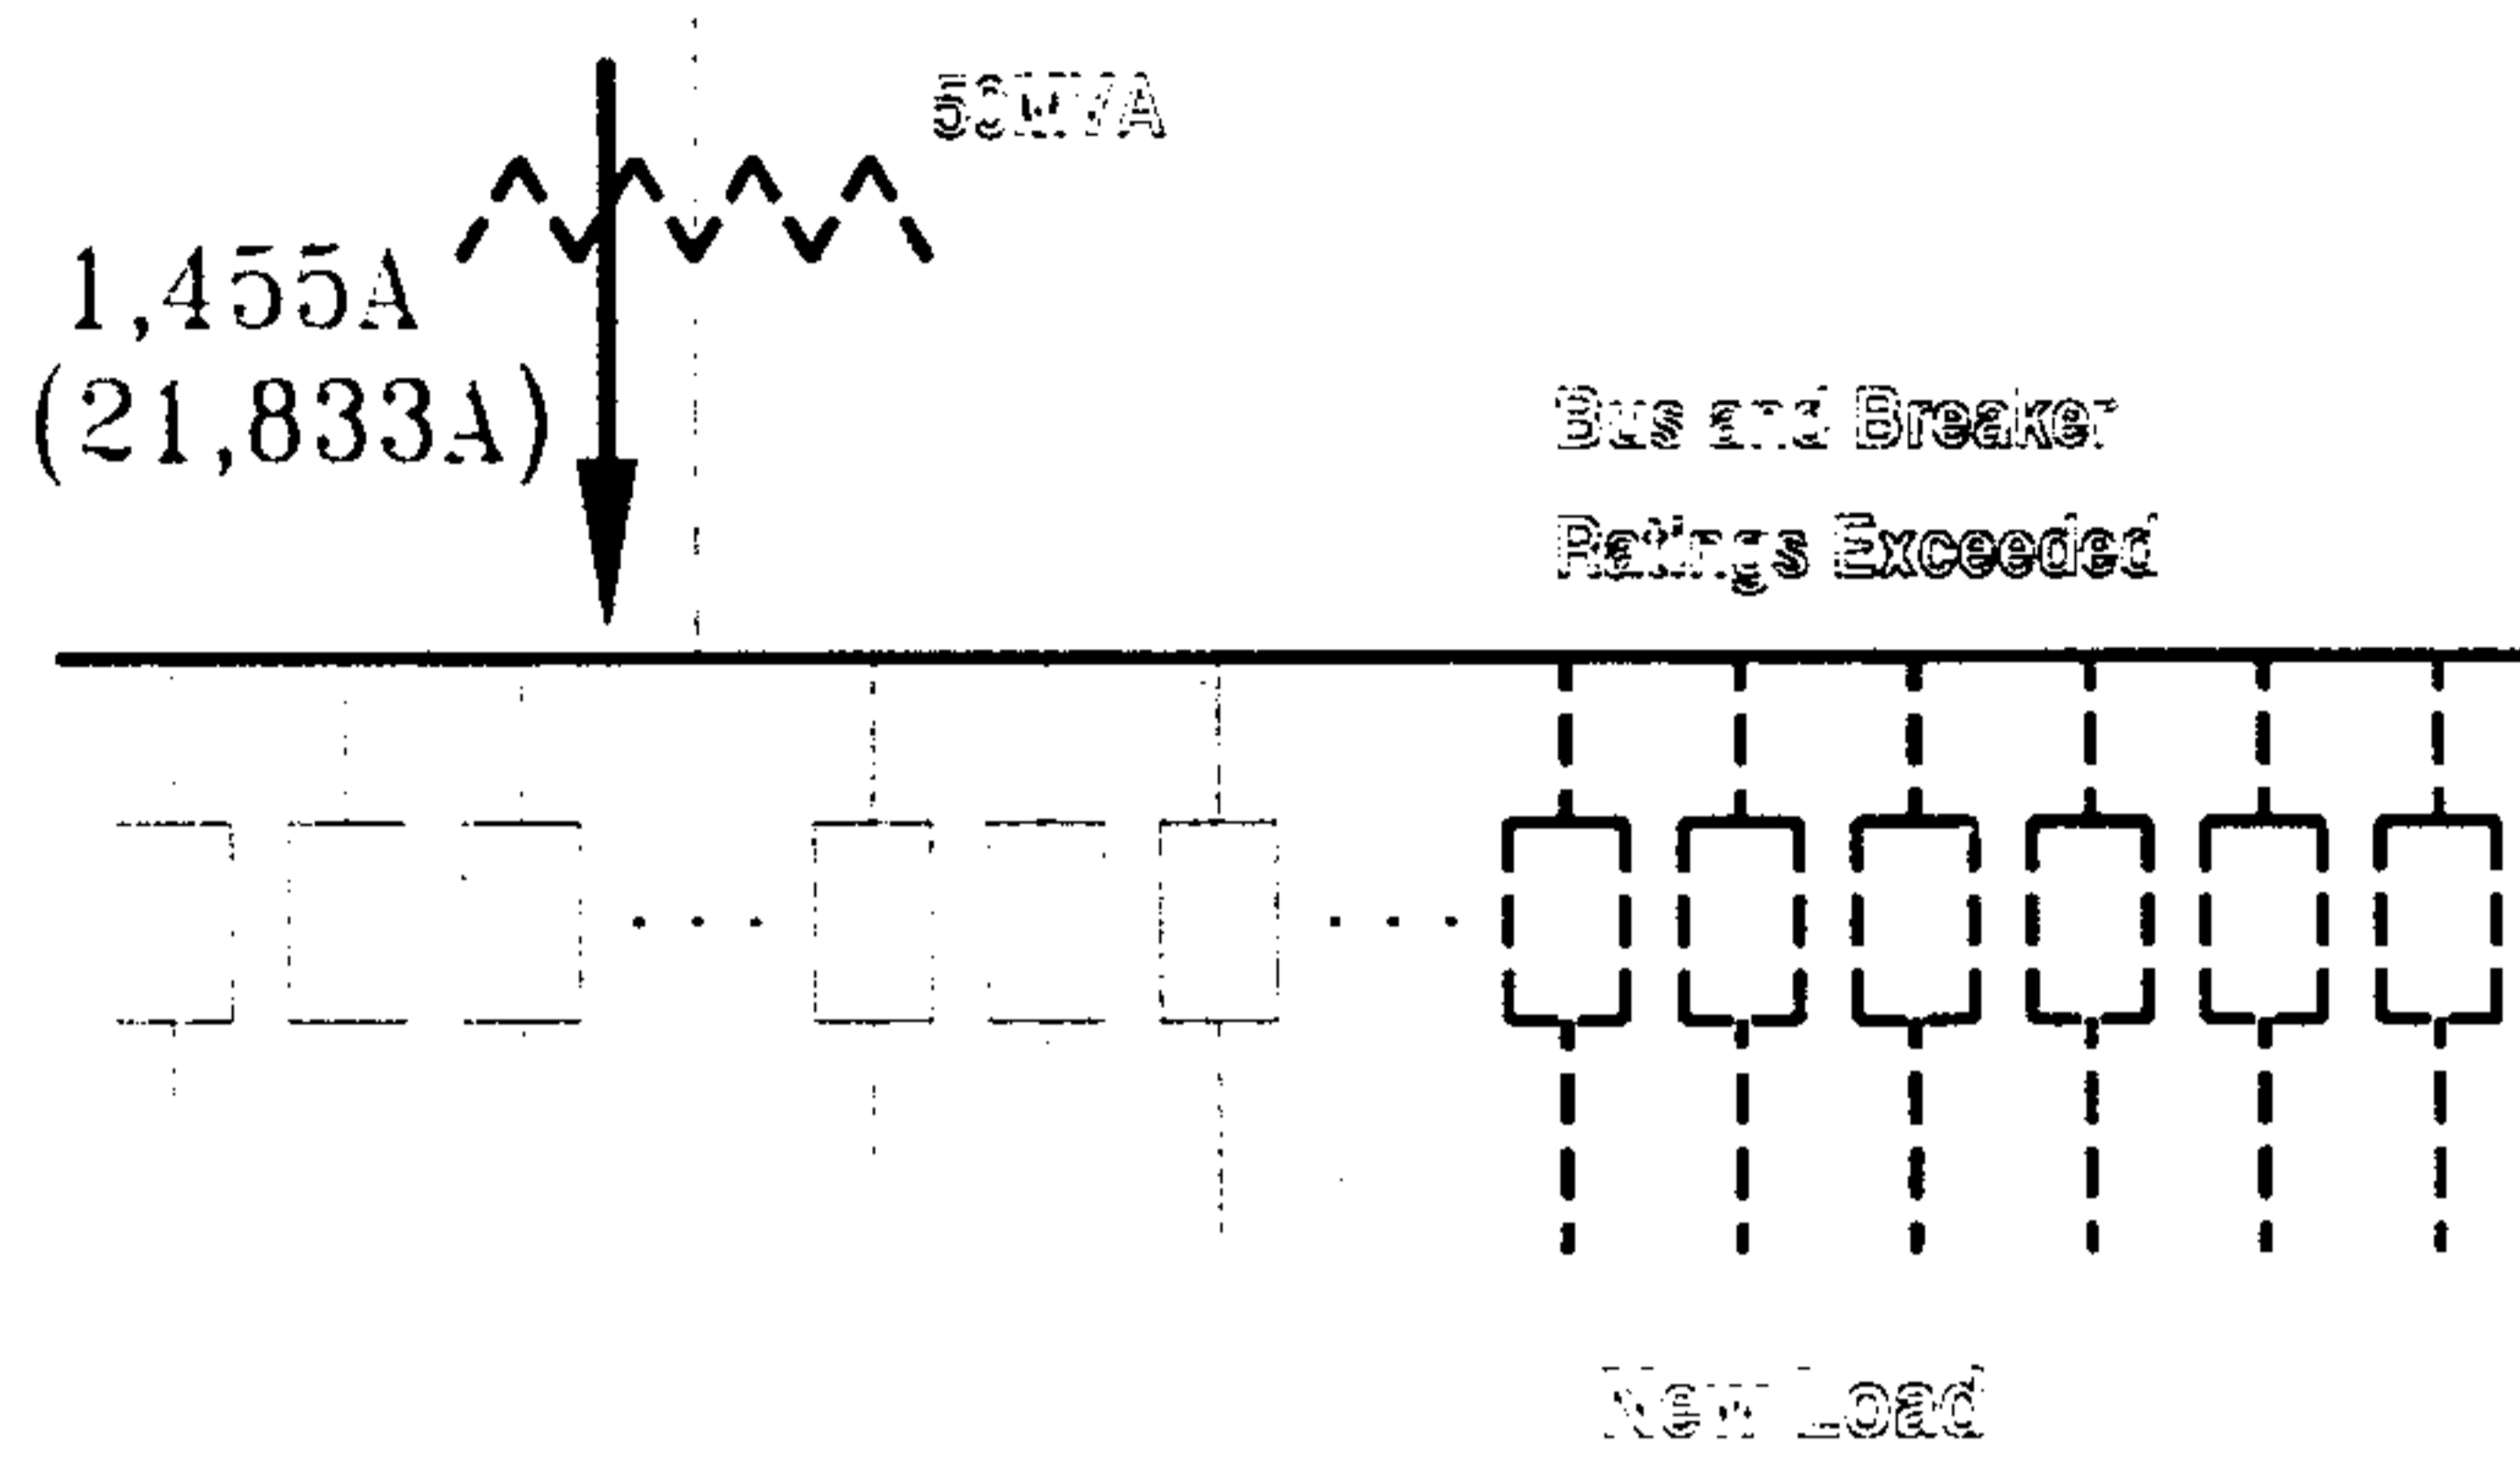 1,455A
(21,833A)
Bus and Breaker
Ratings Exceeded
New Load